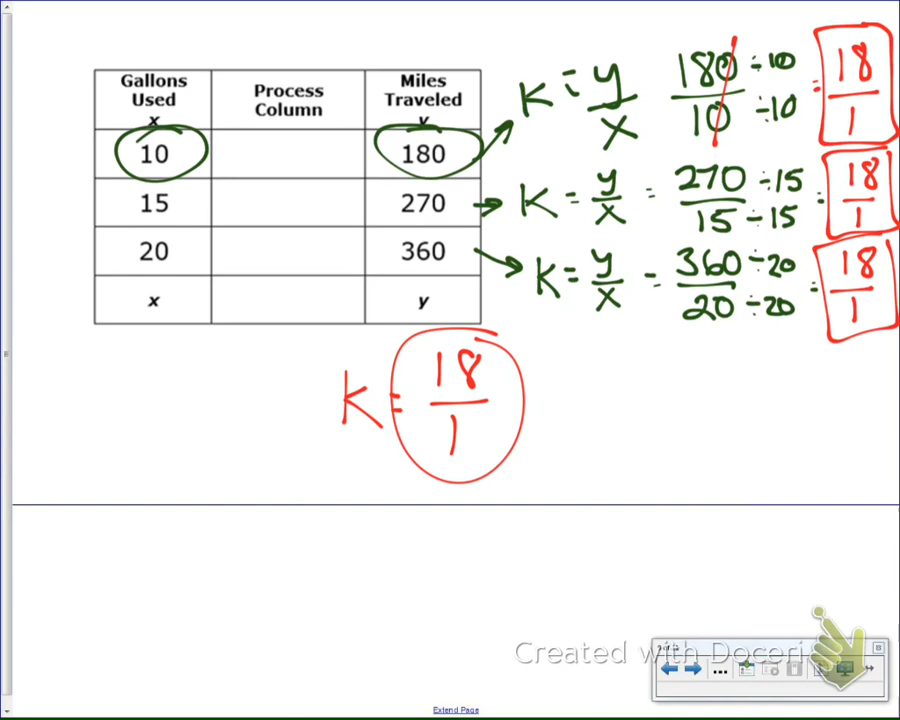 Gallons Used x Process Column Miles Traveled y
10 180
15 270
20 360
x y
K = y/x 180/10 ÷10/÷10 = 18/1
K = y/x = 270/15 ÷15/÷15 = 18/1
K = y/x = 360/20 ÷20/÷20 = 18/1
K = 18/1
Created with Doceri
Extend Page